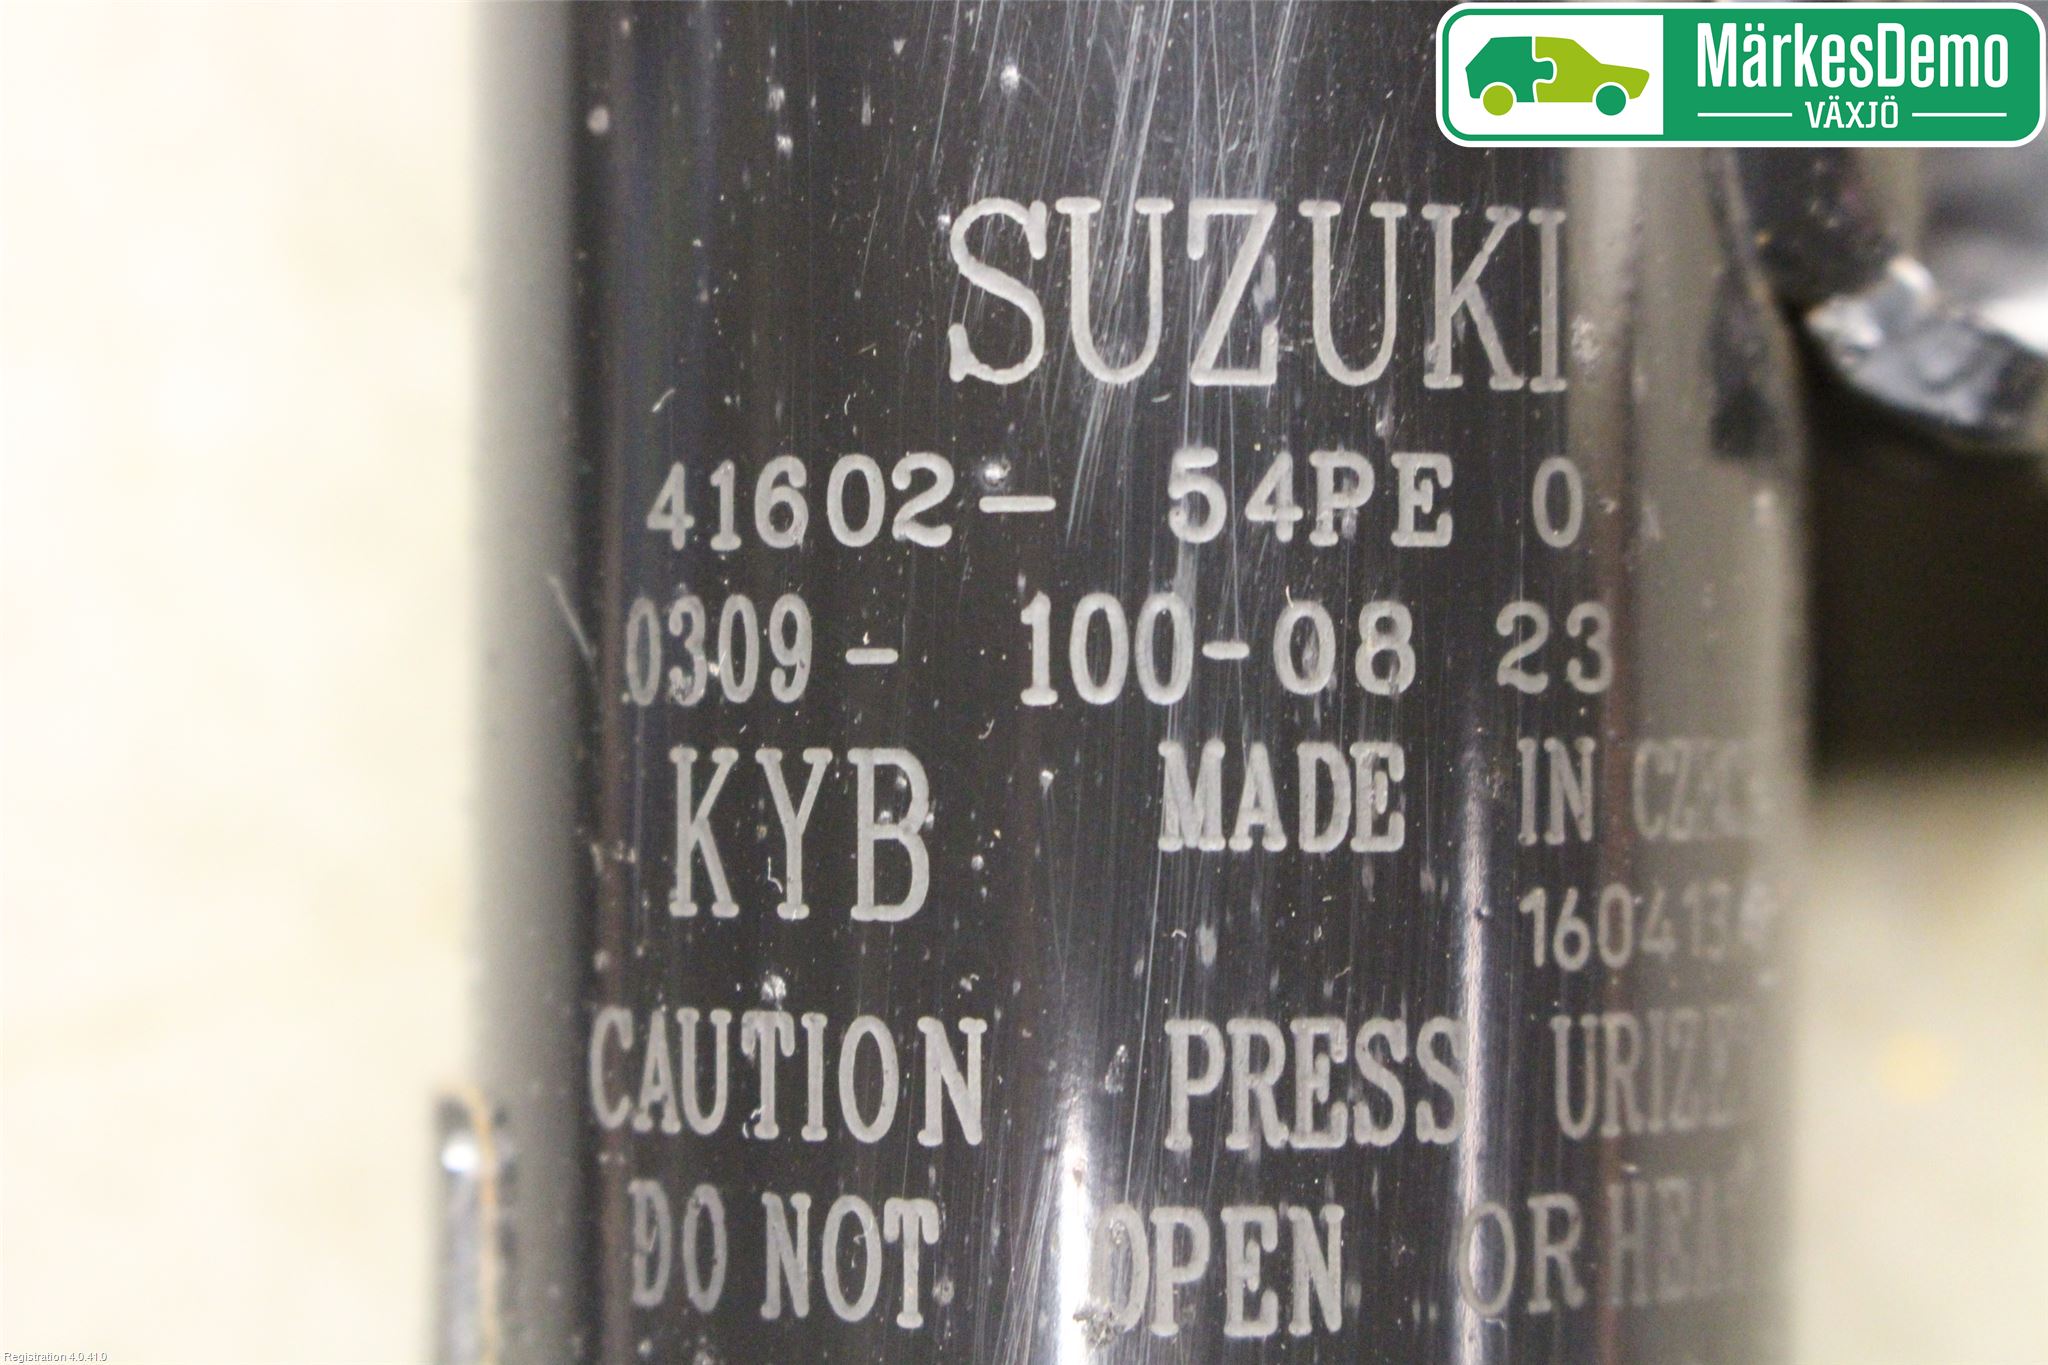 MärkesDemo
VÄXJÖ
SUZUKI
41602- 54PE 0
0309- 100-08 23
KYB MADE IN
CAUTION PRESS
DO NOT OPEN OR
Registration 4.0.41.0